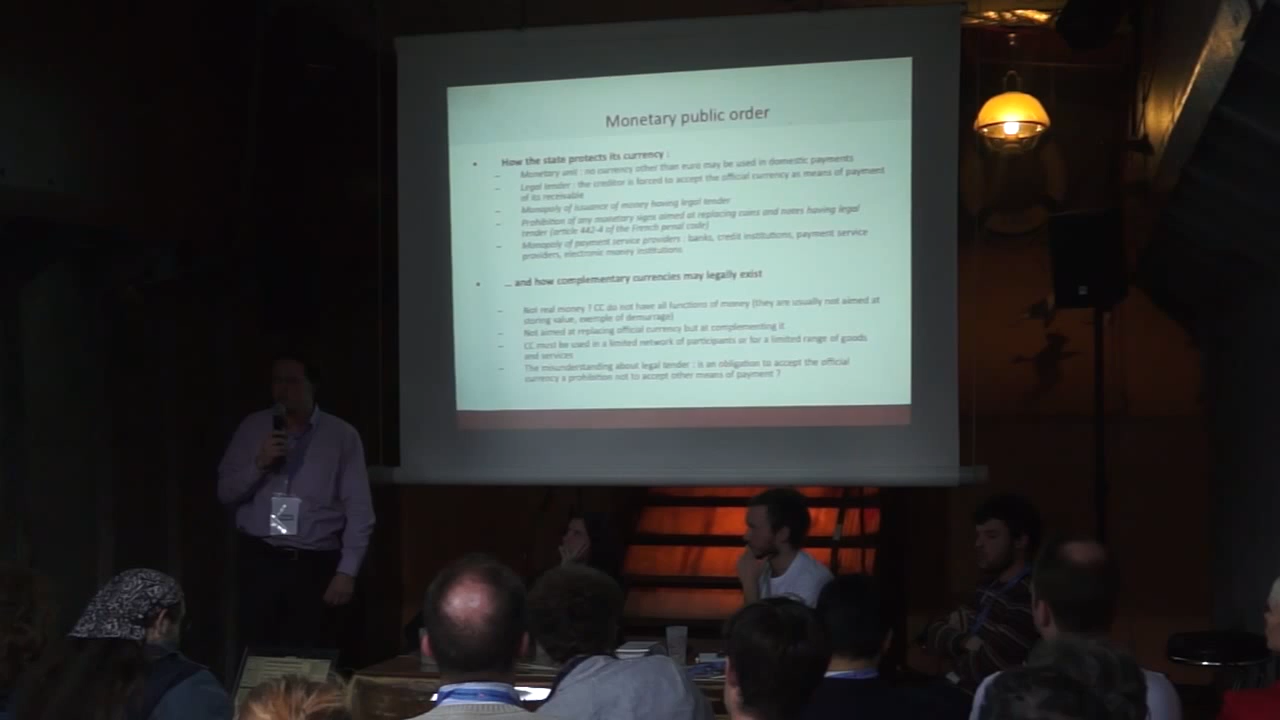 Monetary public order
• How the state protects its currency :
– Monetary unit : no currency other than euro may be used in domestic payments
– Legal tender : the creditor is forced to accept the official currency as means of payment
of its receivable
– Monopoly of issuance of money having legal tender
– Prohibition of any monetary signs aimed at replacing coins and notes having legal
tender (article 442-4 of the French penal code)
– Monopoly of payment service providers : banks, credit institutions, payment service
providers, electronic money institutions
• ... and how complementary currencies may legally exist
– Not real money ? CC do not have all functions of money (they are usually not aimed at
storing value, exemple of demurrage)
– Not aimed at replacing official currency but at complementing it
– CC must be used in a limited network of participants or for a limited range of goods
and services
– The misunderstanding about legal tender : is an obligation to accept the official
currency a prohibition not to accept other means of payment ?